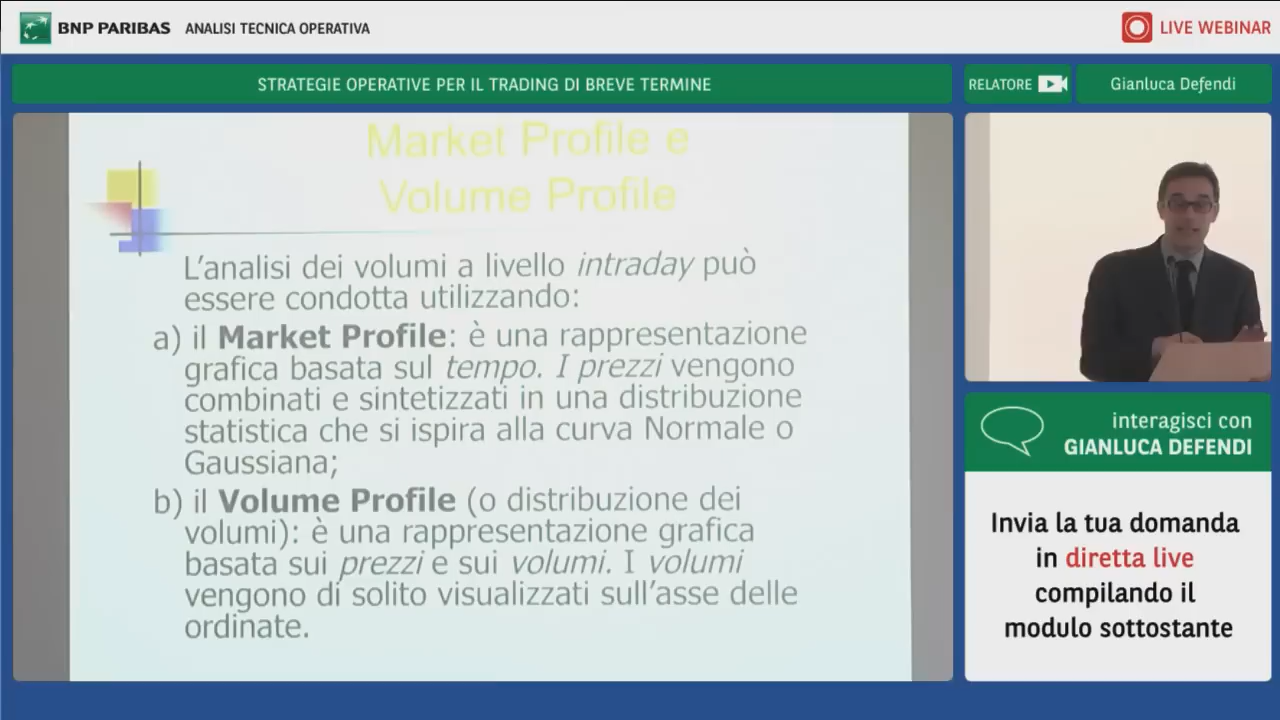 BNP PARIBAS ANALISI TECNICA OPERATIVA
LIVE WEBINAR
STRATEGIE OPERATIVE PER IL TRADING DI BREVE TERMINE
RELATORE
Gianluca Defendi
Market Profile e
Volume Profile
L'analisi dei volumi a livello intraday può
essere condotta utilizzando:
a) il Market Profile: è una rappresentazione
grafica basata sul tempo. I prezzi vengono
combinati e sintetizzati in una distribuzione
statistica che si ispira alla curva Normale o
Gaussiana;
b) il Volume Profile (o distribuzione dei
volumi): è una rappresentazione grafica
basata sui prezzi e sui volumi. I volumi
vengono di solito visualizzati sull'asse delle
ordinate.
interagisci con
GIANLUCA DEFENDI
Invia la tua domanda
in diretta live
compilando il
modulo sottostante